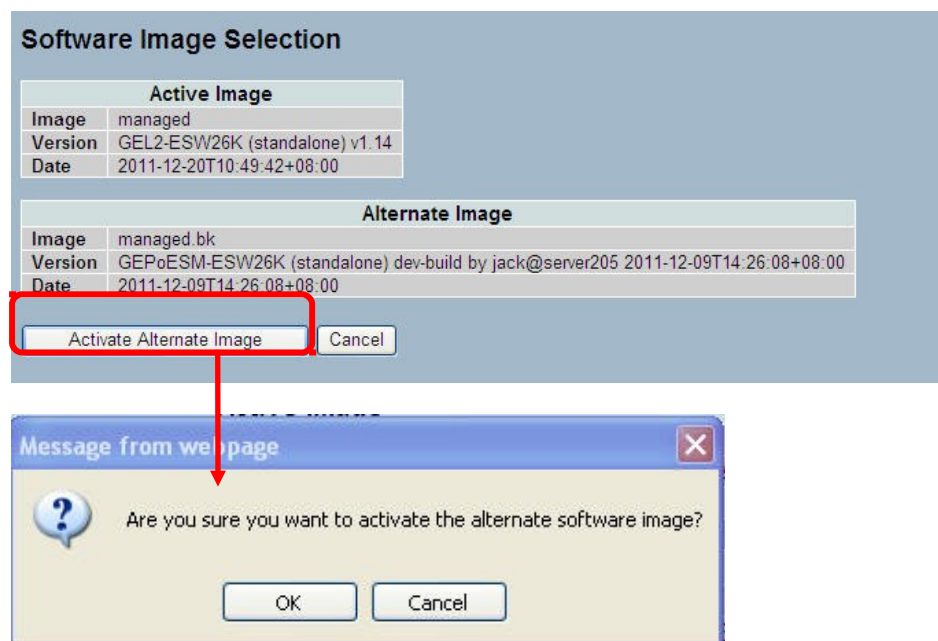 Software Image Selection
Active Image
Image managed
Version GEL2-ESW26K (standalone) v1.14
Date 2011-12-20T10:49:42+08:00
Alternate Image
Image managed.bk
Version GEPoESM-ESW26K (standalone) dev-build by jack@server205 2011-12-09T14:26:08+08:00
Date 2011-12-09T14:26:08+08:00
Activate Alternate Image Cancel
Message from webpage
Are you sure you want to activate the alternate software image?
OK Cancel